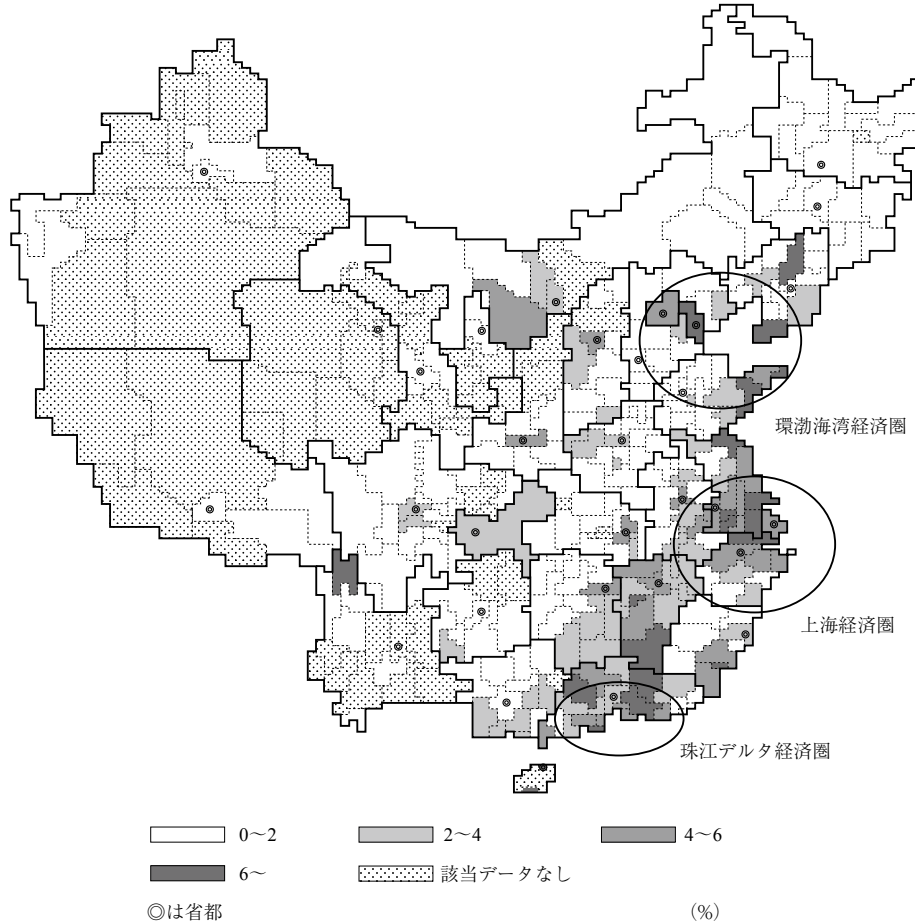 環渤海湾経済圏
上海経済圏
珠江デルタ経済圏
0〜2
2〜4
4〜6
6〜
該当データなし
◎は省都
(%)